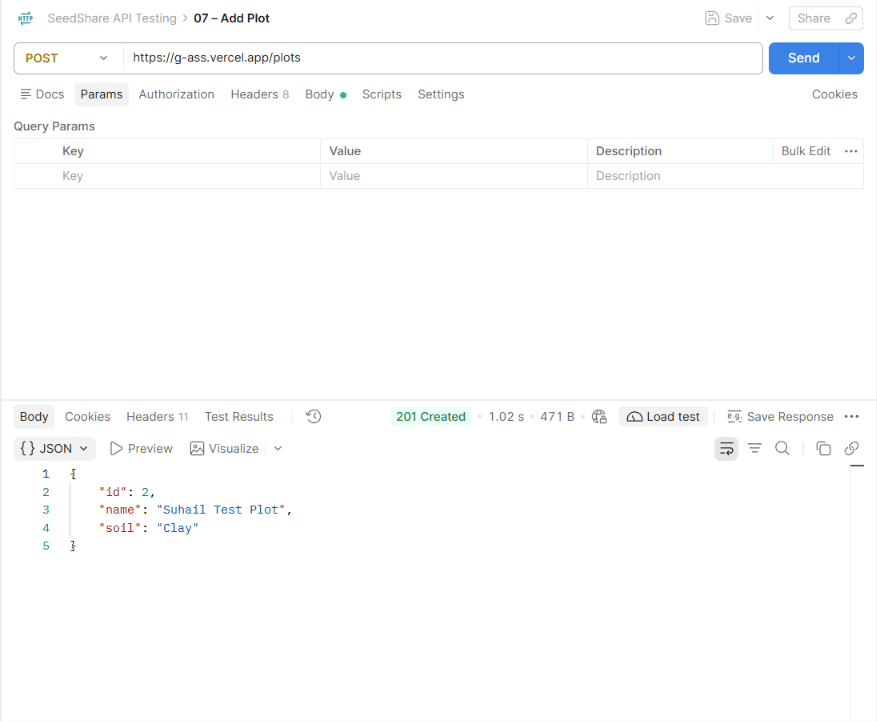 HTTP SeedShare API Testing > 07 – Add Plot Save Share
POST https://g-ass.vercel.app/plots Send
Docs Params Authorization Headers 8 Body Scripts Settings Cookies
Query Params
Key Value Description Bulk Edit ...
Key Value Description
Body Cookies Headers 11 Test Results 201 Created • 1.02 s • 471 B • Load test e.g. Save Response ...
{ } JSON Preview Visualize
1 {
2 "id": 2,
3 "name": "Suhail Test Plot",
4 "soil": "Clay"
5 }